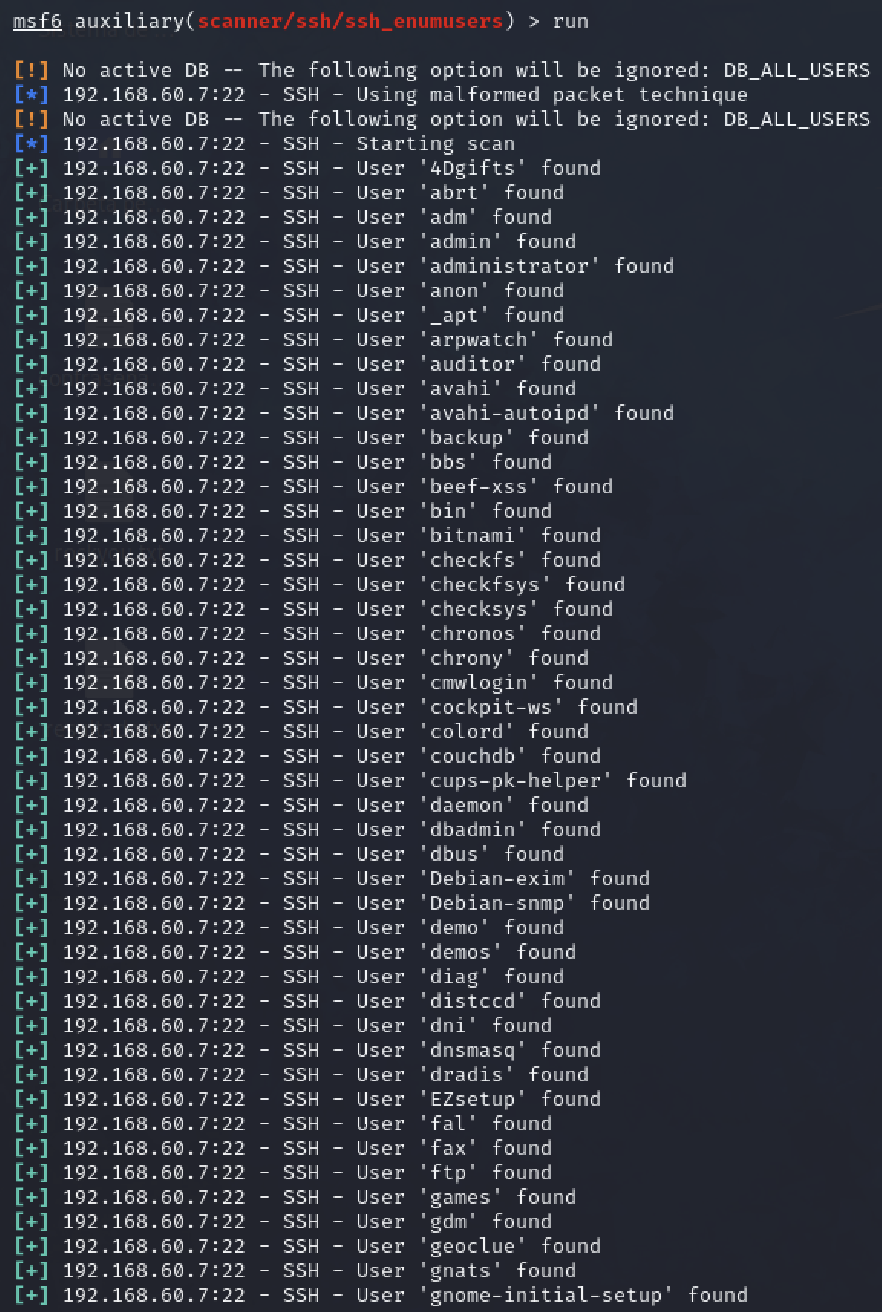 msf6 auxiliary(scanner/ssh/ssh_enumusers) > run
[!] No active DB -- The following option will be ignored: DB_ALL_USERS
[*] 192.168.60.7:22 - SSH - Using malformed packet technique
[!] No active DB -- The following option will be ignored: DB_ALL_USERS
[*] 192.168.60.7:22 - SSH - Starting scan
[+] 192.168.60.7:22 - SSH - User '4Dgifts' found
[+] 192.168.60.7:22 - SSH - User 'abrt' found
[+] 192.168.60.7:22 - SSH - User 'adm' found
[+] 192.168.60.7:22 - SSH - User 'admin' found
[+] 192.168.60.7:22 - SSH - User 'administrator' found
[+] 192.168.60.7:22 - SSH - User 'anon' found
[+] 192.168.60.7:22 - SSH - User '_apt' found
[+] 192.168.60.7:22 - SSH - User 'arpwatch' found
[+] 192.168.60.7:22 - SSH - User 'auditor' found
[+] 192.168.60.7:22 - SSH - User 'avahi' found
[+] 192.168.60.7:22 - SSH - User 'avahi-autoipd' found
[+] 192.168.60.7:22 - SSH - User 'backup' found
[+] 192.168.60.7:22 - SSH - User 'bbs' found
[+] 192.168.60.7:22 - SSH - User 'beef-xss' found
[+] 192.168.60.7:22 - SSH - User 'bin' found
[+] 192.168.60.7:22 - SSH - User 'bitnami' found
[+] 192.168.60.7:22 - SSH - User 'checkfs' found
[+] 192.168.60.7:22 - SSH - User 'checkfsys' found
[+] 192.168.60.7:22 - SSH - User 'checksys' found
[+] 192.168.60.7:22 - SSH - User 'chronos' found
[+] 192.168.60.7:22 - SSH - User 'chrony' found
[+] 192.168.60.7:22 - SSH - User 'cmwlogin' found
[+] 192.168.60.7:22 - SSH - User 'cockpit-ws' found
[+] 192.168.60.7:22 - SSH - User 'colord' found
[+] 192.168.60.7:22 - SSH - User 'couchdb' found
[+] 192.168.60.7:22 - SSH - User 'cups-pk-helper' found
[+] 192.168.60.7:22 - SSH - User 'daemon' found
[+] 192.168.60.7:22 - SSH - User 'dbadmin' found
[+] 192.168.60.7:22 - SSH - User 'dbus' found
[+] 192.168.60.7:22 - SSH - User 'Debian-exim' found
[+] 192.168.60.7:22 - SSH - User 'Debian-snmp' found
[+] 192.168.60.7:22 - SSH - User 'demo' found
[+] 192.168.60.7:22 - SSH - User 'demos' found
[+] 192.168.60.7:22 - SSH - User 'diag' found
[+] 192.168.60.7:22 - SSH - User 'distccd' found
[+] 192.168.60.7:22 - SSH - User 'dni' found
[+] 192.168.60.7:22 - SSH - User 'dnsmasq' found
[+] 192.168.60.7:22 - SSH - User 'dradis' found
[+] 192.168.60.7:22 - SSH - User 'EZsetup' found
[+] 192.168.60.7:22 - SSH - User 'fal' found
[+] 192.168.60.7:22 - SSH - User 'fax' found
[+] 192.168.60.7:22 - SSH - User 'ftp' found
[+] 192.168.60.7:22 - SSH - User 'games' found
[+] 192.168.60.7:22 - SSH - User 'gdm' found
[+] 192.168.60.7:22 - SSH - User 'geoclue' found
[+] 192.168.60.7:22 - SSH - User 'gnats' found
[+] 192.168.60.7:22 - SSH - User 'gnome-initial-setup' found